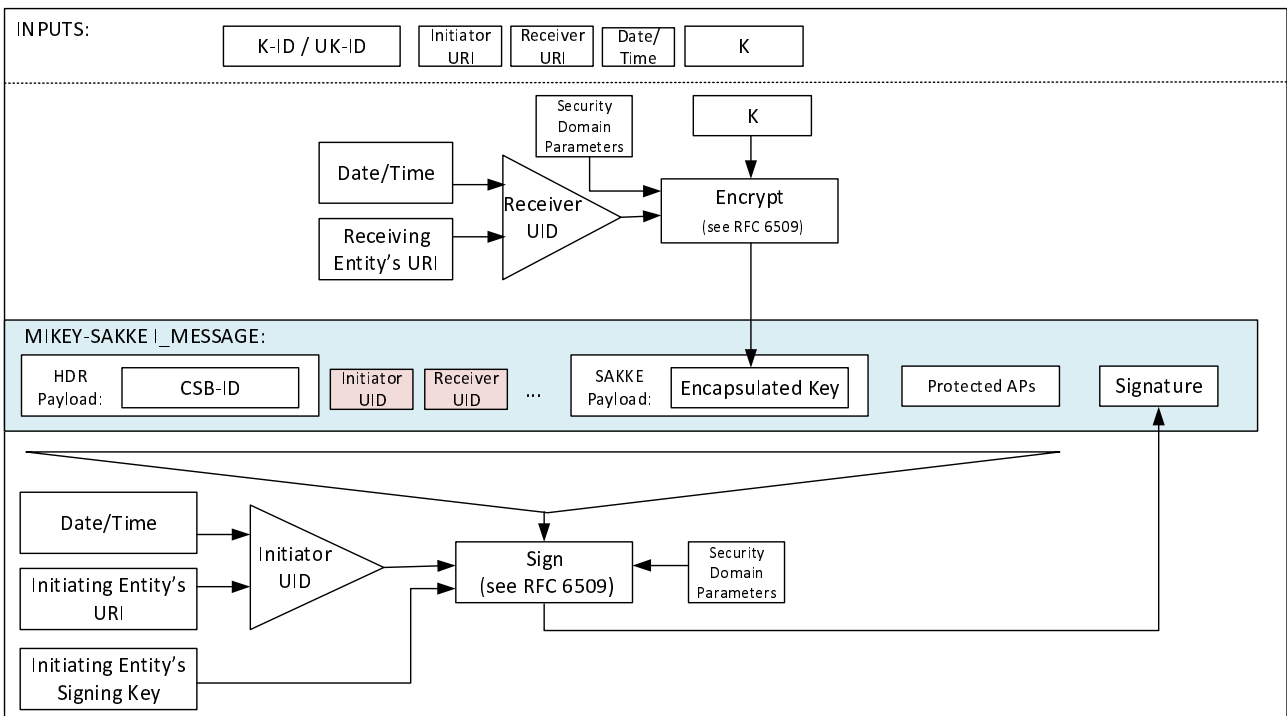 INPUTS:
K-ID / UK-ID
Initiator
URI
Receiver
URI
Date/
Time
K
Security
Domain
Parameters
K
Date/Time
Receiving
Entity’s URI
Receiver
UID
Encrypt
(see RFC 6509)
MIKEY-SAKKE I_MESSAGE:
HDR
Payload:
CSB-ID
Initiator
UID
Receiver
UID
...
SAKKE
Payload:
Encapsulated Key
Protected APs
Signature
Date/Time
Initiating Entity’s
URI
Initiator
UID
Sign
(see RFC 6509)
Security
Domain
Parameters
Initiating Entity’s
Signing Key